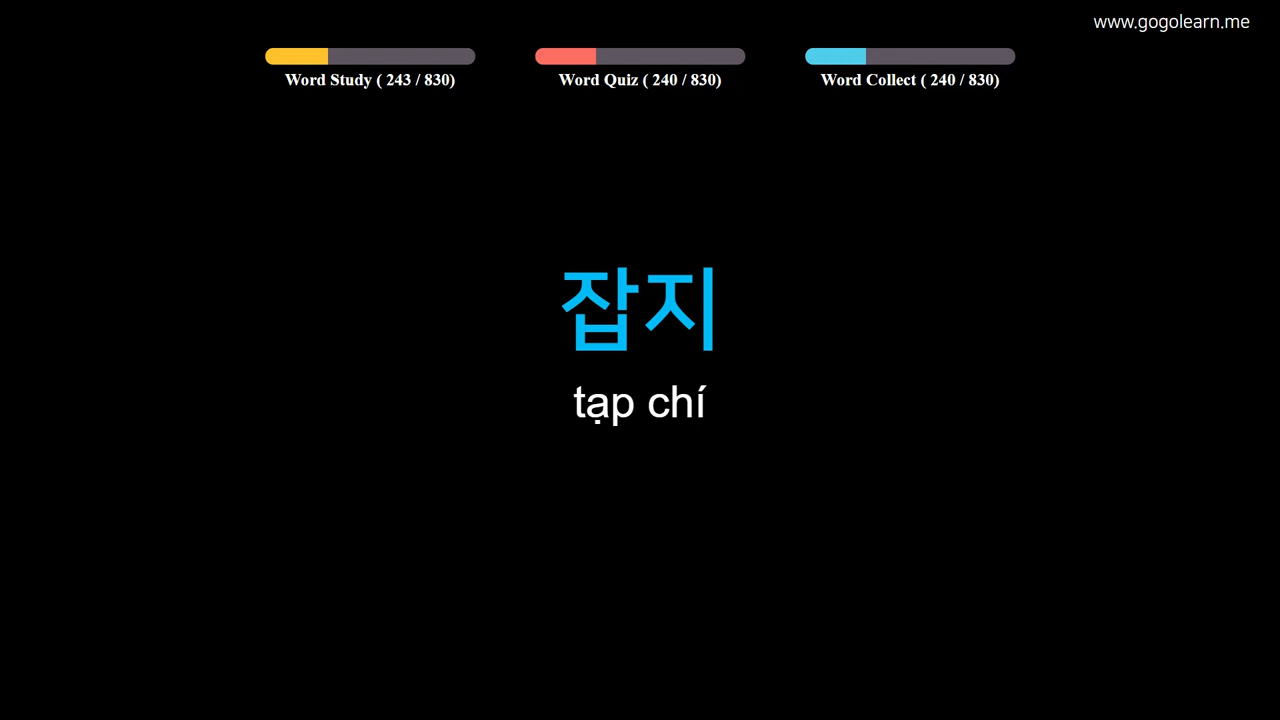 www.gogolearn.me
Word Study ( 243 / 830)
Word Quiz ( 240 / 830)
Word Collect ( 240 / 830)
잡지
tạp chí